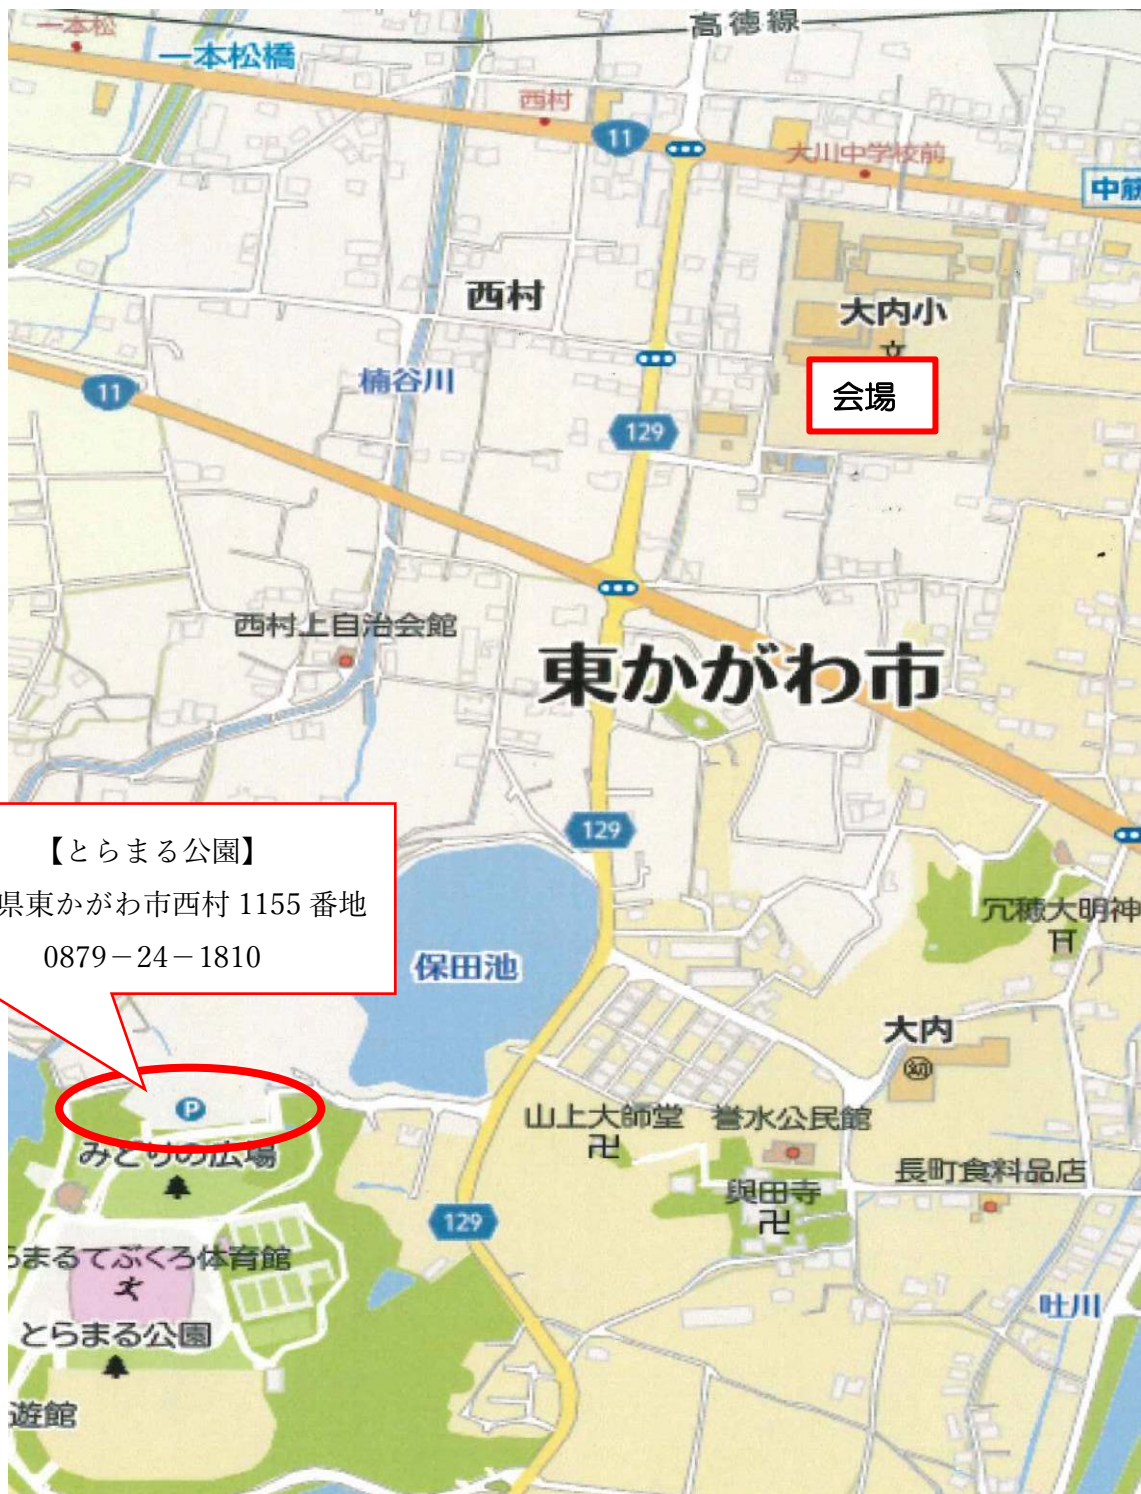 高徳線
一本松
一本松橋
西村
11
大川中学校前
中筋
西村
大内小
文
会場
11
楠谷川
129
西村上自治会館
東かがわ市
129
【とらまる公園】
県東かがわ市西村 1155 番地
0879－24－1810
保田池
冗穂大明神
大内
幼
P
山上大師堂
誉水公民館
みどりの広場
長町食料品店
與田寺
129
らまるてぶくろ体育館
吐川
とらまる公園
遊館